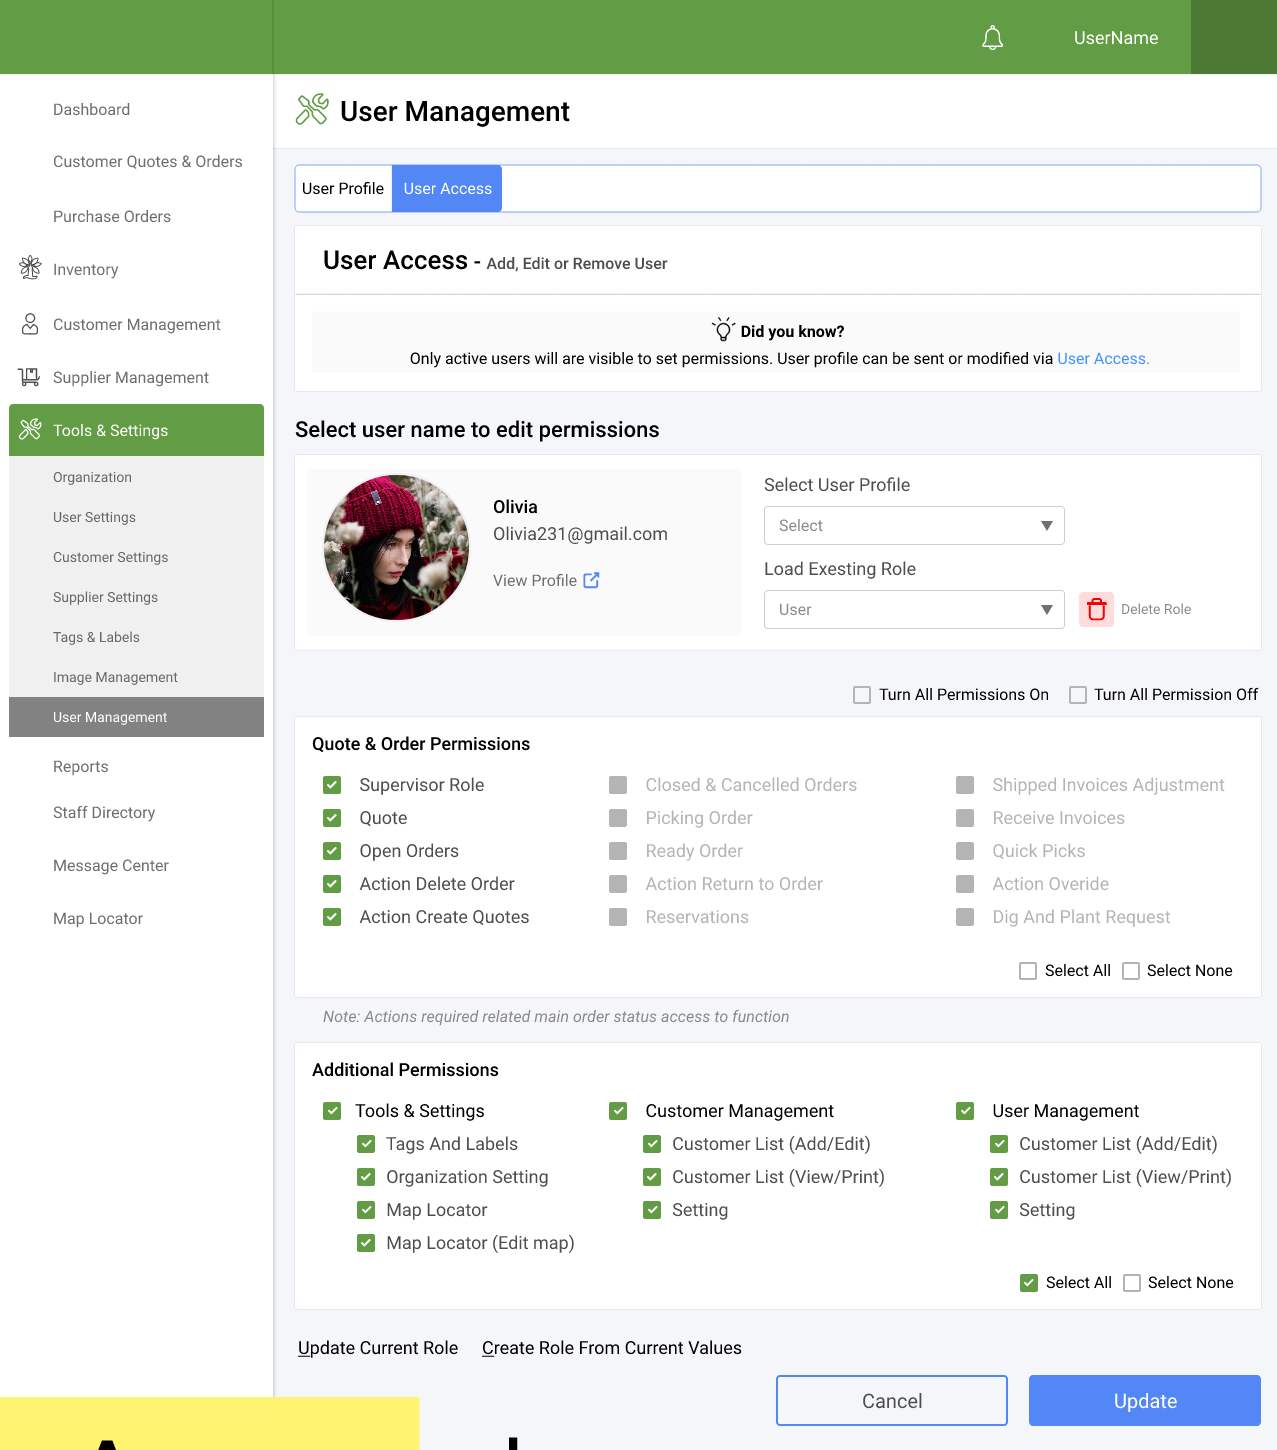 UserName
Dashboard
Customer Quotes & Orders
Purchase Orders
Inventory
Customer Management
Supplier Management
Tools & Settings
Organization
User Settings
Customer Settings
Supplier Settings
Tags & Labels
Image Management
User Management
Reports
Staff Directory
Message Center
Map Locator
User Management
User Profile User Access
User Access - Add, Edit or Remove User
Did you know?
Only active users will are visible to set permissions. User profile can be sent or modified via User Access.
Select user name to edit permissions
Olivia
Olivia231@gmail.com
View Profile
Select User Profile
Select
Load Exesting Role
User
Delete Role
Turn All Permissions On Turn All Permission Off
Quote & Order Permissions
Supervisor Role Closed & Cancelled Orders Shipped Invoices Adjustment
Quote Picking Order Receive Invoices
Open Orders Ready Order Quick Picks
Action Delete Order Action Return to Order Action Overide
Action Create Quotes Reservations Dig And Plant Request
Select All Select None
Note: Actions required related main order status access to function
Additional Permissions
Tools & Settings Customer Management User Management
Tags And Labels Customer List (Add/Edit) Customer List (Add/Edit)
Organization Setting Customer List (View/Print) Customer List (View/Print)
Map Locator Setting Setting
Map Locator (Edit map)
Select All Select None
Update Current Role Create Role From Current Values
Cancel Update